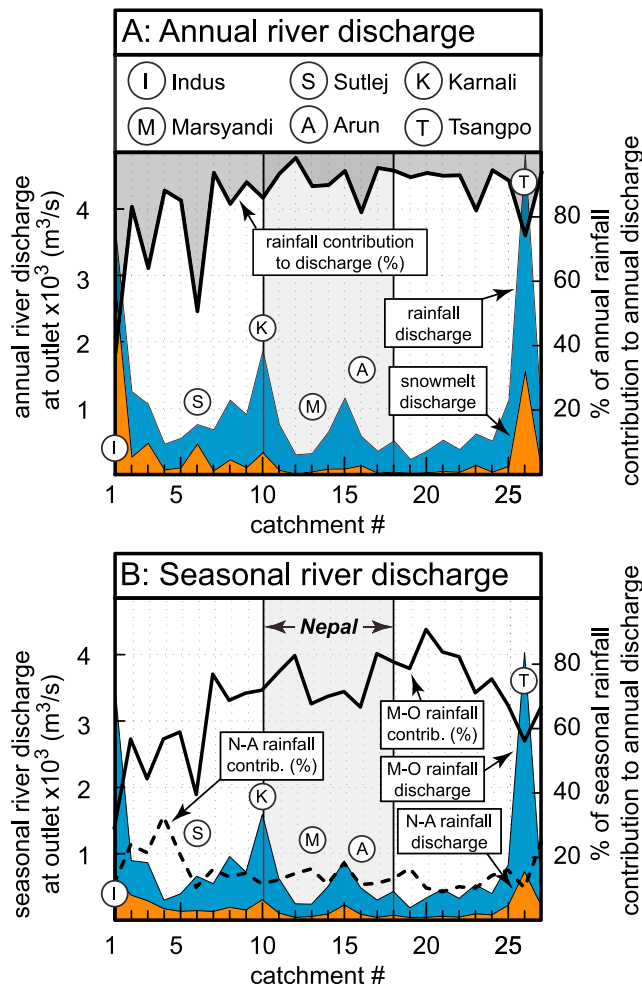 A: Annual river discharge
I Indus S Sutlej K Karnali
M Marsyandi A Arun T Tsangpo
annual river discharge
at outlet x10³ (m³/s)
4
3
2
1
rainfall contribution
to discharge (%)
T
K
S
M
A
I
rainfall
discharge
snowmelt
discharge
80
60
40
20
% of annual rainfall
contribution to annual discharge
1 5 10 15 20 25
catchment #
B: Seasonal river discharge
Nepal
seasonal river discharge
at outlet x10³ (m³/s)
4
3
2
1
N-A rainfall
contrib. (%)
M-O rainfall
contrib. (%)
M-O rainfall
discharge
N-A rainfall
discharge
T
K
S
M
A
I
80
60
40
20
% of seasonal rainfall
contribution to annual discharge
1 5 10 15 20 25
catchment #